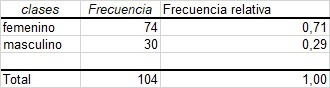 clases Frecuencia Frecuencia relativa
femenino 74 0,71
masculino 30 0,29
Total 104 1,00